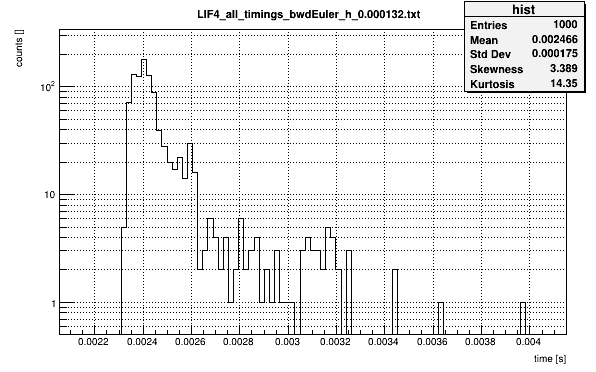 LIF4_all_timings_bwdEuler_h_0.000132.txt
hist
Entries 1000
Mean 0.002466
Std Dev 0.000175
Skewness 3.389
Kurtosis 14.35
counts []
10²
10
1
0.0022 0.0024 0.0026 0.0028 0.003 0.0032 0.0034 0.0036 0.0038 0.004
time [s]